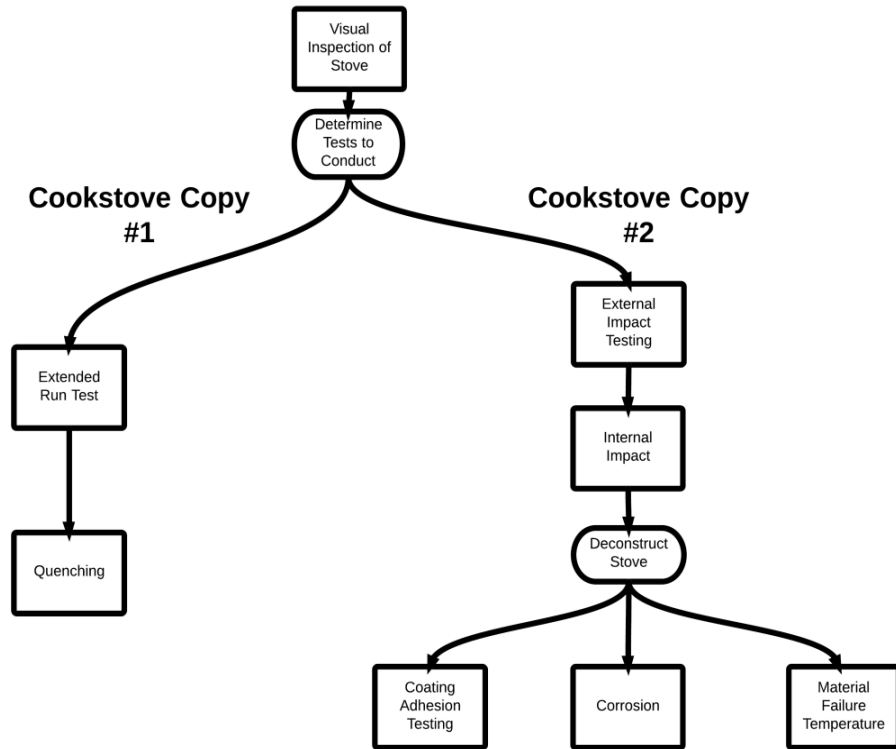 Visual
Inspection of
Stove
Determine
Tests to
Conduct
Cookstove Copy
#1
Cookstove Copy
#2
External
Impact
Testing
Extended
Run Test
Internal
Impact
Quenching
Deconstruct
Stove
Coating
Adhesion
Testing
Corrosion
Material
Failure
Temperature